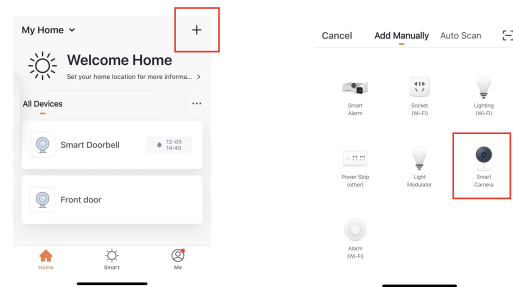 My Home
Welcome Home
Set your home location for more informa... >
All Devices
Smart Doorbell
12-05
14:40
Front door
Home
Smart
Me
Cancel
Add Manually
Auto Scan
Smart
Alarm
Socket
(Wi-Fi)
Lighting
(Wi-Fi)
Power Strip
(other)
Light
Modulator
Smart
Camera
Alarm
(Wi-Fi)